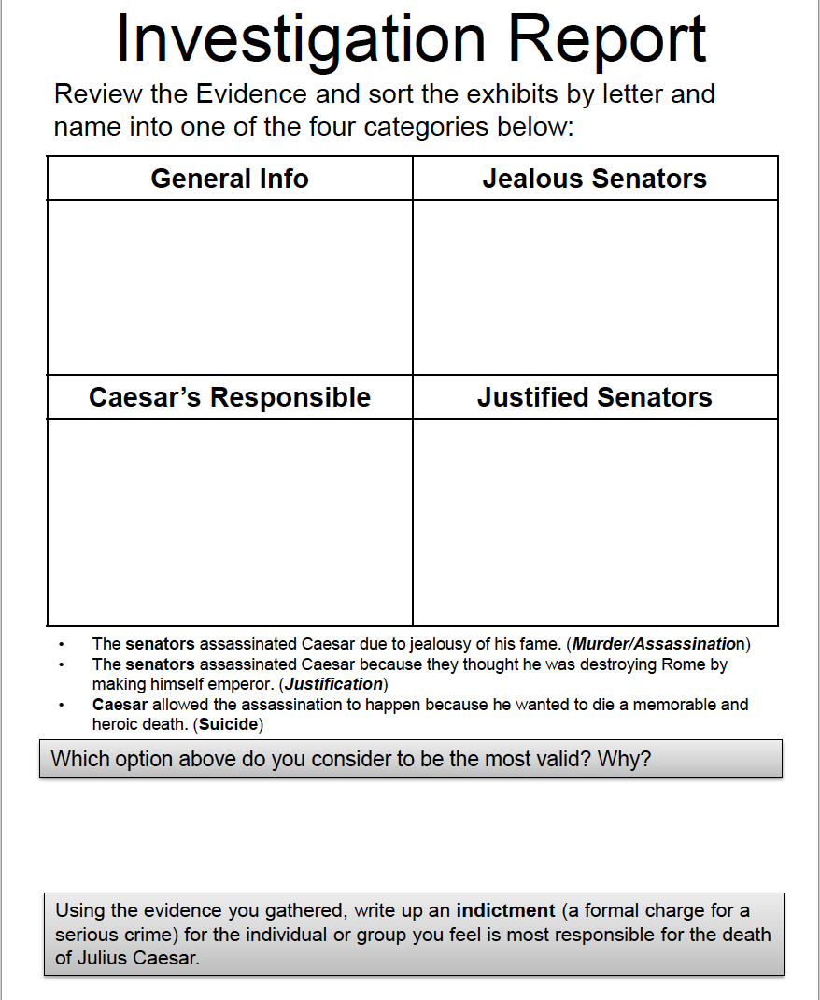 Investigation Report
Review the Evidence and sort the exhibits by letter and
name into one of the four categories below:
General Info
Jealous Senators
Caesar’s Responsible
Justified Senators
• The senators assassinated Caesar due to jealousy of his fame. (Murder/Assassination)
• The senators assassinated Caesar because they thought he was destroying Rome by
making himself emperor. (Justification)
• Caesar allowed the assassination to happen because he wanted to die a memorable and
heroic death. (Suicide)
Which option above do you consider to be the most valid? Why?
Using the evidence you gathered, write up an indictment (a formal charge for a
serious crime) for the individual or group you feel is most responsible for the death
of Julius Caesar.